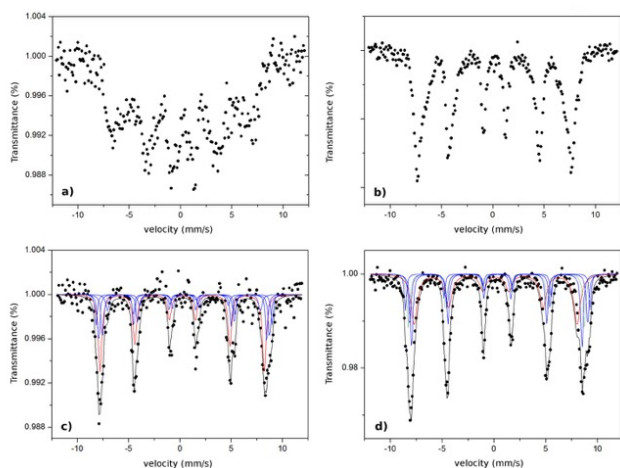 1.004
1.000
0.996
0.992
0.988
Transmittance (%)
a)
-10 -5 0 5 10
velocity (mm/s)
Transmittance (%)
b)
-10 -5 0 5 10
velocity (mm/s)
1.004
1.000
0.996
0.992
0.988
Transmittance (%)
c)
-10 -5 0 5 10
velocity (mm/s)
1.00
0.98
Transmittance (%)
d)
-10 -5 0 5 10
velocity (mm/s)